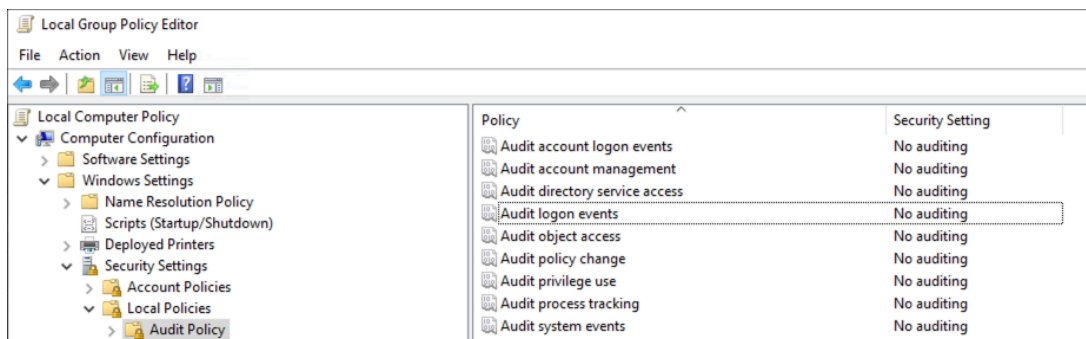 Local Group Policy Editor
File Action View Help
Local Computer Policy
Computer Configuration
Software Settings
Windows Settings
Name Resolution Policy
Scripts (Startup/Shutdown)
Deployed Printers
Security Settings
Account Policies
Local Policies
Audit Policy
Policy Security Setting
Audit account logon events No auditing
Audit account management No auditing
Audit directory service access No auditing
Audit logon events No auditing
Audit object access No auditing
Audit policy change No auditing
Audit privilege use No auditing
Audit process tracking No auditing
Audit system events No auditing